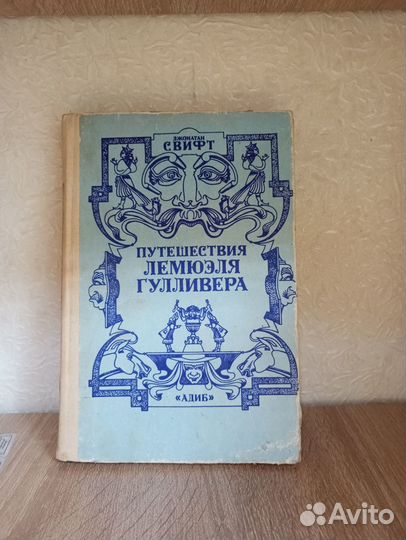 ДЖОНАТАН
СВИФТ
ПУТЕШЕСТВИЯ
ЛЕМЮЭЛЯ
ГУЛЛИВЕРА
«АДИБ»
Avito